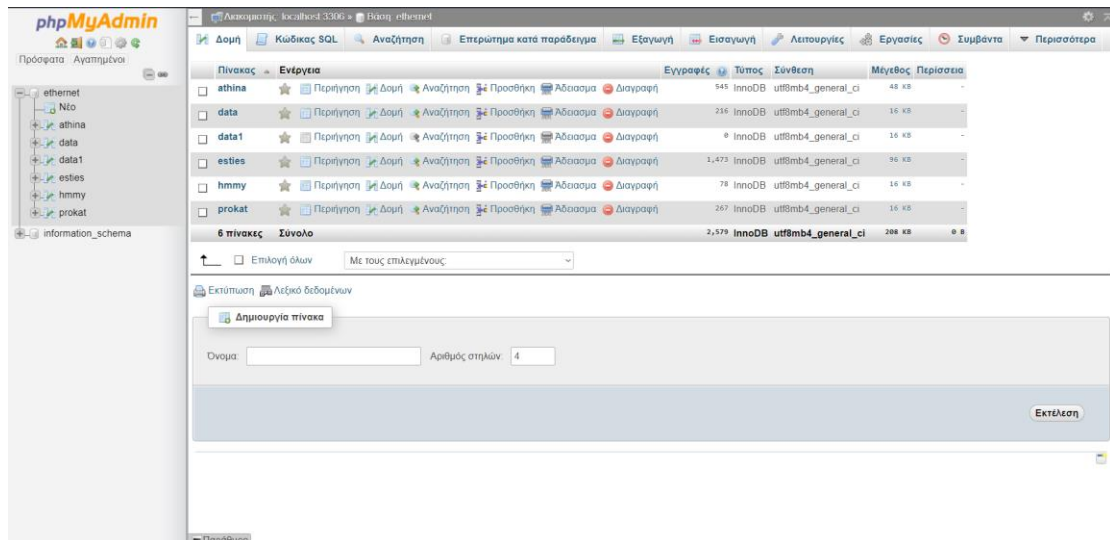 phpMyAdmin
Πρόσφατα Αγαπημένοι
ethernet
Νέο
athina
data
data1
esties
hmmy
prokat
information_schema
Διακομιστής: localhost:3306 » Βάση: ethernet
Δομή Κώδικας SQL Αναζήτηση Επερώτημα κατά παράδειγμα Εξαγωγή Εισαγωγή Λειτουργίες Εργασίες Συμβάντα Περισσότερα
Πίνακας Ενέργεια Εγγραφές Τύπος Σύνθεση Μέγεθος Περίσσεια
athina Περιήγηση Δομή Αναζήτηση Προσθήκη Άδειασμα Διαγραφή 545 InnoDB utf8mb4_general_ci 48 KB -
data Περιήγηση Δομή Αναζήτηση Προσθήκη Άδειασμα Διαγραφή 216 InnoDB utf8mb4_general_ci 16 KB -
data1 Περιήγηση Δομή Αναζήτηση Προσθήκη Άδειασμα Διαγραφή 0 InnoDB utf8mb4_general_ci 16 KB -
esties Περιήγηση Δομή Αναζήτηση Προσθήκη Άδειασμα Διαγραφή 1,473 InnoDB utf8mb4_general_ci 96 KB -
hmmy Περιήγηση Δομή Αναζήτηση Προσθήκη Άδειασμα Διαγραφή 78 InnoDB utf8mb4_general_ci 16 KB -
prokat Περιήγηση Δομή Αναζήτηση Προσθήκη Άδειασμα Διαγραφή 267 InnoDB utf8mb4_general_ci 16 KB -
6 πίνακες Σύνολο 2,579 InnoDB utf8mb4_general_ci 208 KB 0 B
Επιλογή όλων Με τους επιλεγμένους:
Εκτύπωση Λεξικό δεδομένων
Δημιουργία πίνακα
Όνομα: Αριθμός στηλών: 4
Εκτέλεση